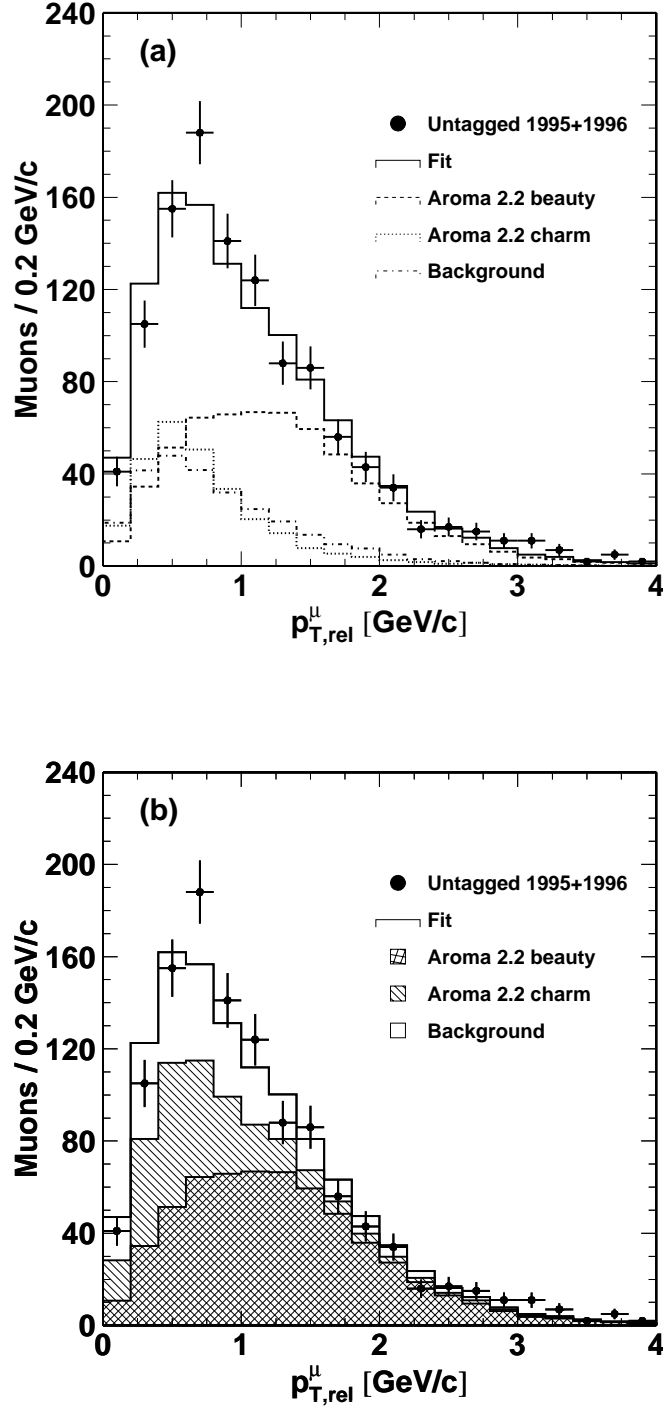 (a)
Untagged 1995+1996
Fit
Aroma 2.2 beauty
Aroma 2.2 charm
Background
Muons / 0.2 GeV/c
240
200
160
120
80
40
0
0 1 2 3 4
p^μ_T,rel [GeV/c]
(b)
Untagged 1995+1996
Fit
Aroma 2.2 beauty
Aroma 2.2 charm
Background
Muons / 0.2 GeV/c
240
200
160
120
80
40
0
0 1 2 3 4
p^μ_T,rel [GeV/c]